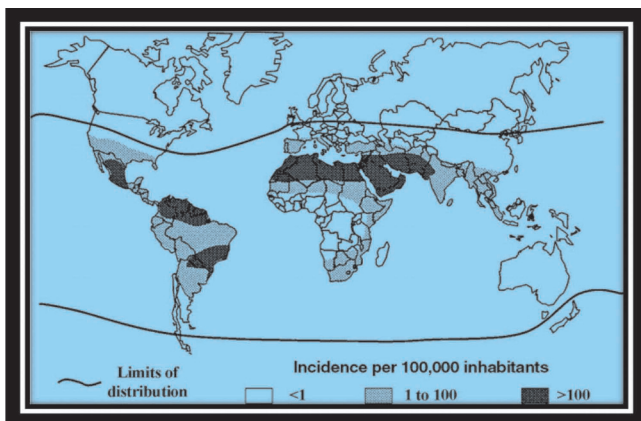 Incidence per 100,000 inhabitants
Limits of
distribution
<1
1 to 100
>100